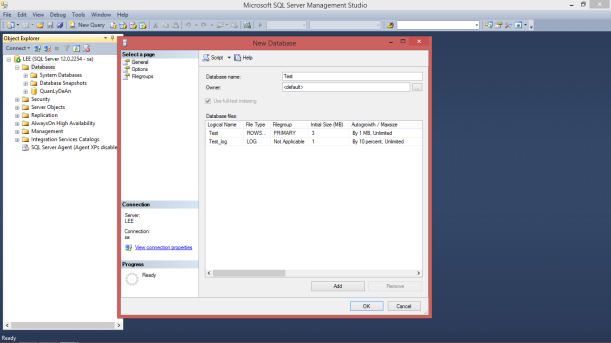 Microsoft SQL Server Management Studio
File Edit View Debug Tools Window Help
New Query
Object Explorer
Connect
LEE (SQL Server 12.0.2254 - sa)
Databases
System Databases
Database Snapshots
QuanLyDeAn
Security
Server Objects
Replication
AlwaysOn High Availability
Management
Integration Services Catalogs
SQL Server Agent (Agent XPs disable
New Database
Select a page
General
Options
Filegroups
Script Help
Database name: Test
Owner: <default> ...
Use full-text indexing
Database files:
Logical Name File Type Filegroup Initial Size (MB) Autogrowth / Maxsize
Test ROWS... PRIMARY 3 By 1 MB, Unlimited
Test_log LOG Not Applicable 1 By 10 percent, Unlimited
Connection
Server:
LEE
Connection:
sa
View connection properties
Progress
Ready
Add Remove
OK Cancel
Ready